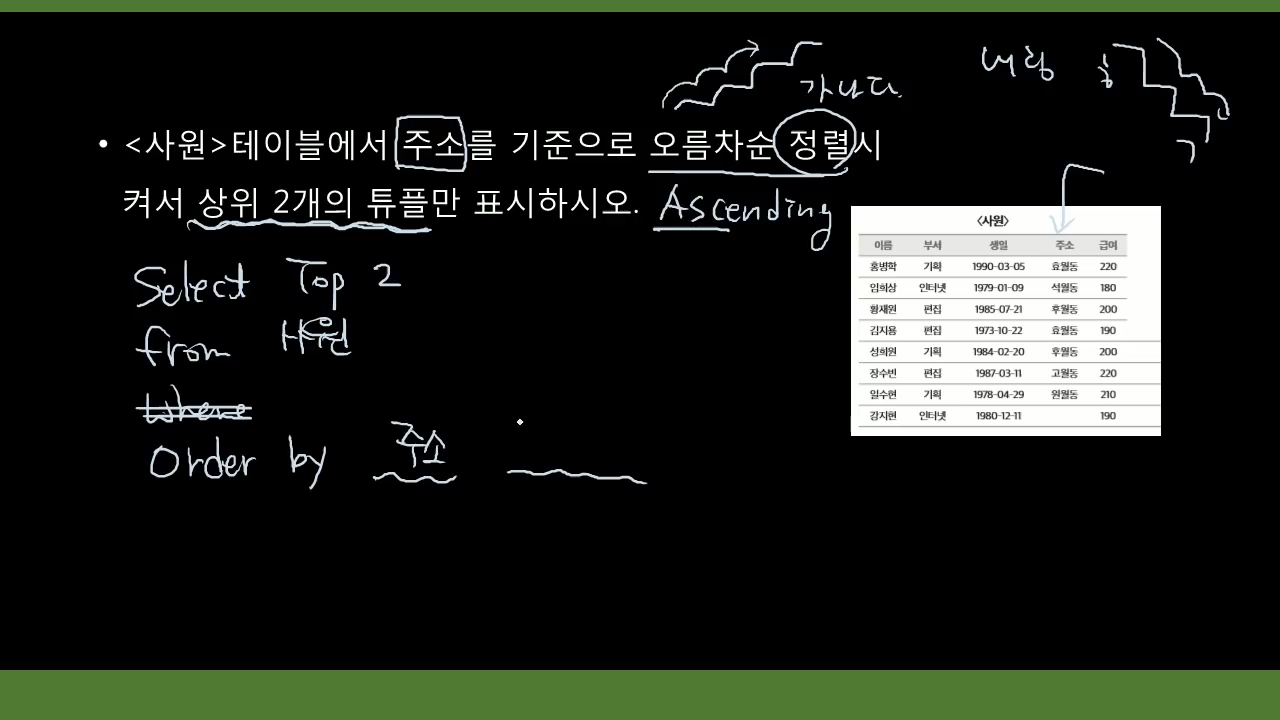 내림 ㅎ
가나다
ㄱ
• <사원>테이블에서 주소를 기준으로 오름차순 정렬시
켜서 상위 2개의 튜플만 표시하시오. Ascending
Select Top 2
from 사원
Where
Order by 주소
<사원>
이름 부서 생일 주소 급여
홍병학 기획 1990-03-05 효월동 220
임희상 인터넷 1979-01-09 석월동 180
황재원 편집 1985-07-21 후월동 200
김지용 편집 1973-10-22 효월동 190
성희원 기획 1984-02-20 후월동 200
장수빈 편집 1987-03-11 고월동 220
일수현 기획 1978-04-29 원월동 210
강지현 인터넷 1980-12-11 190